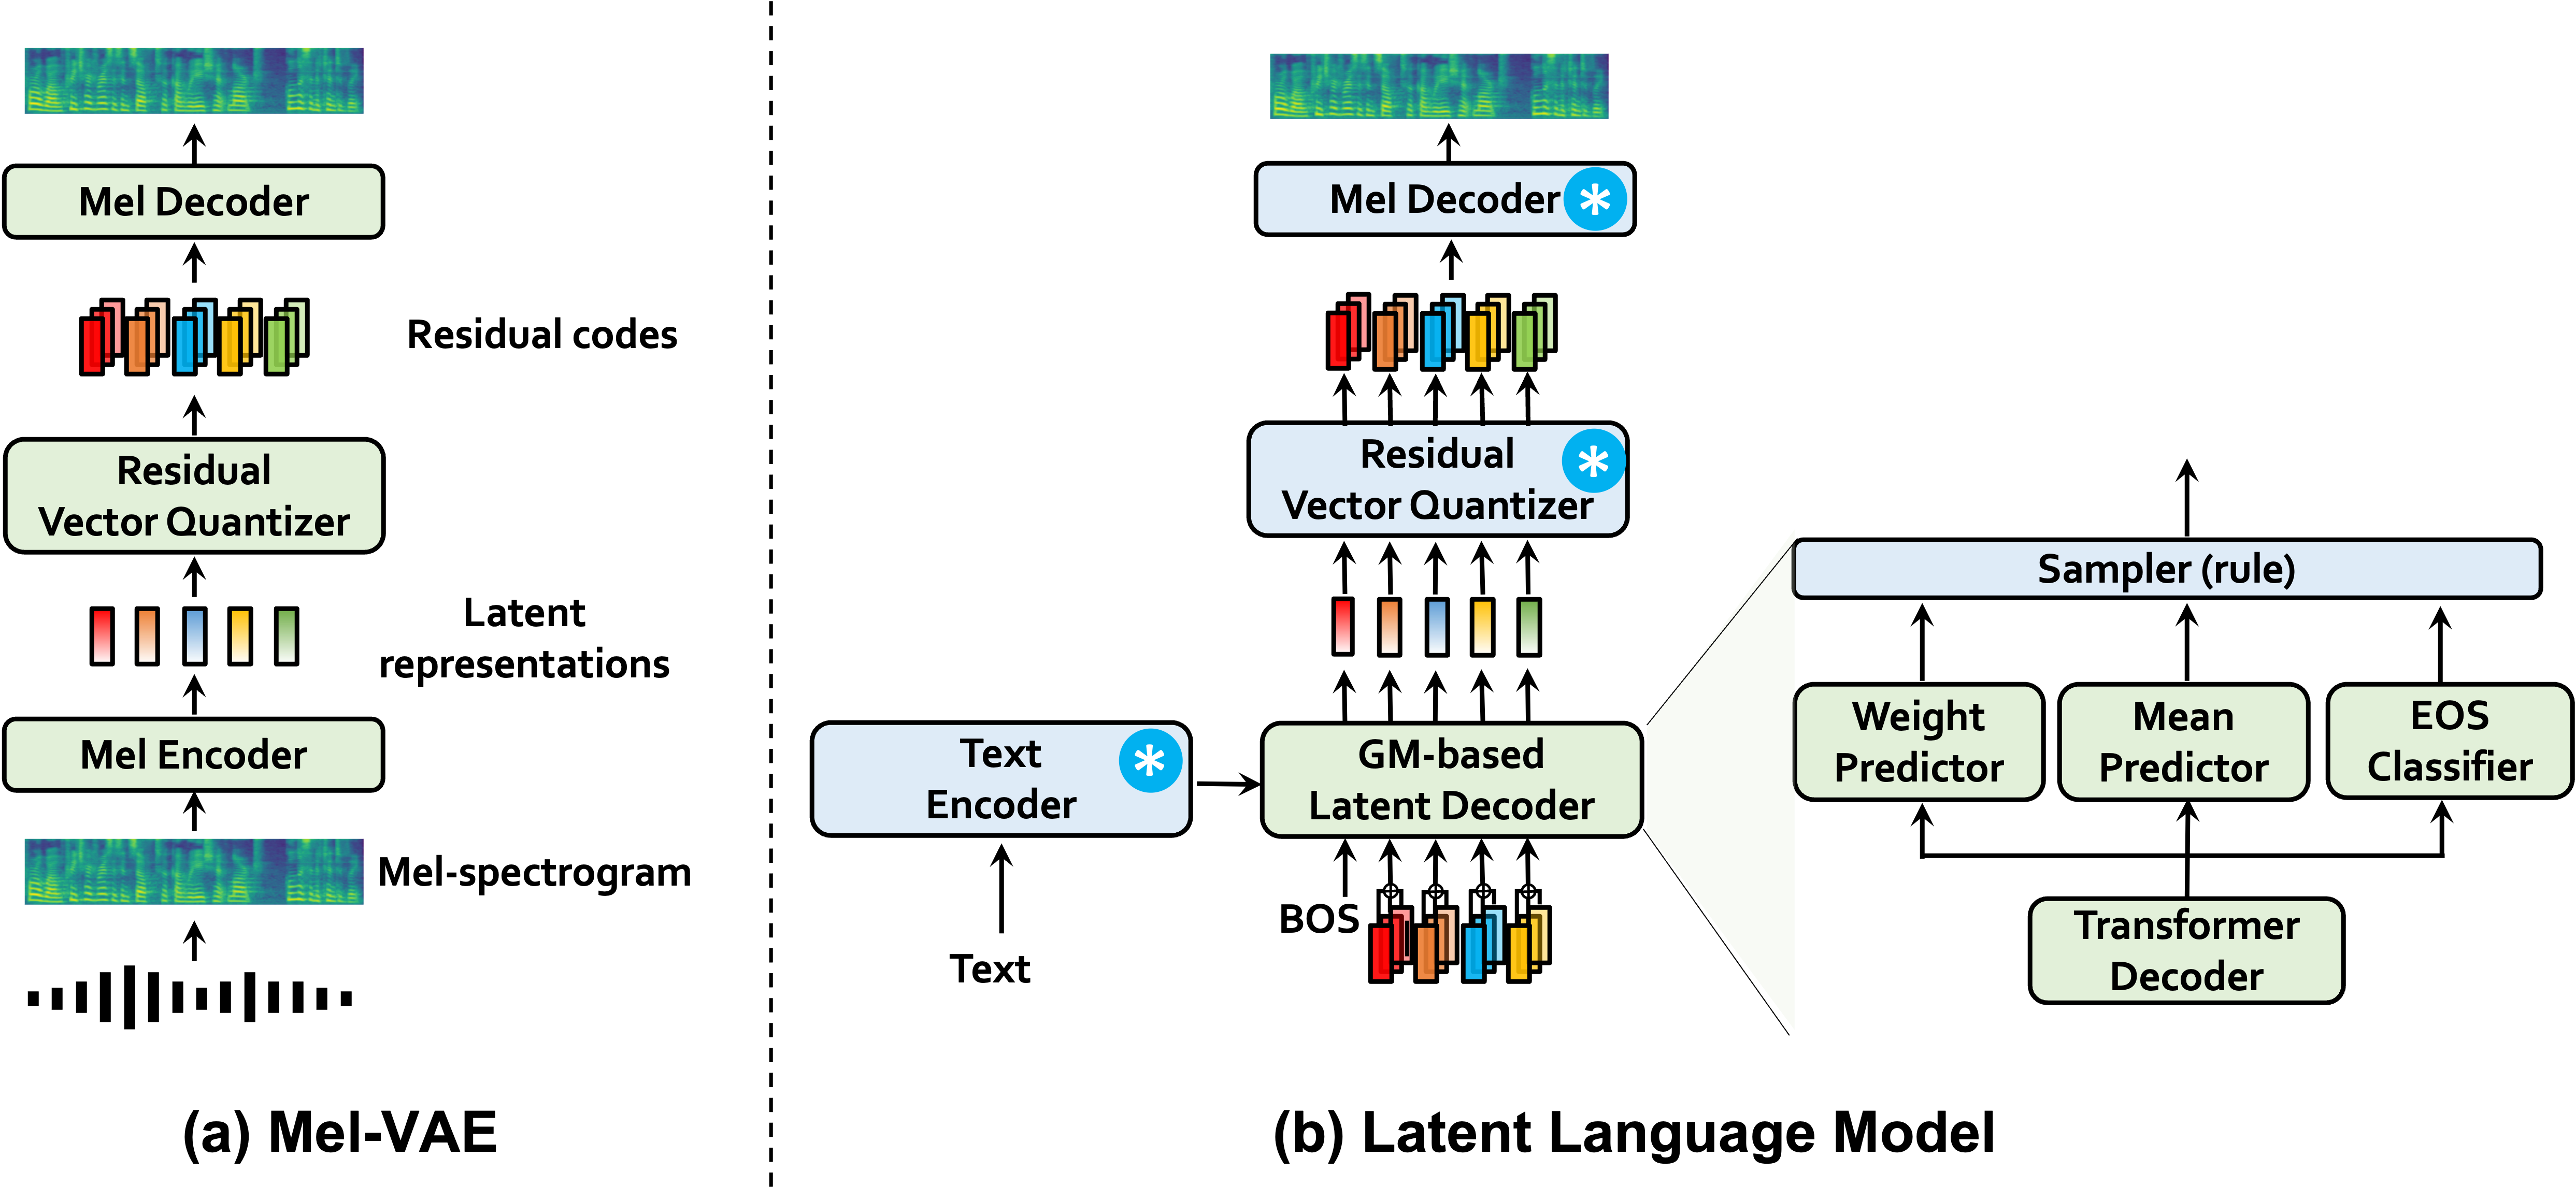 Mel Decoder
Residual codes
Residual
Vector Quantizer
Latent
representations
Mel Encoder
Mel-spectrogram
(a) Mel-VAE
Mel Decoder
*
Residual
Vector Quantizer
*
Text
Encoder
*
GM-based
Latent Decoder
BOS
Text
Sampler (rule)
Weight
Predictor
Mean
Predictor
EOS
Classifier
Transformer
Decoder
(b) Latent Language Model